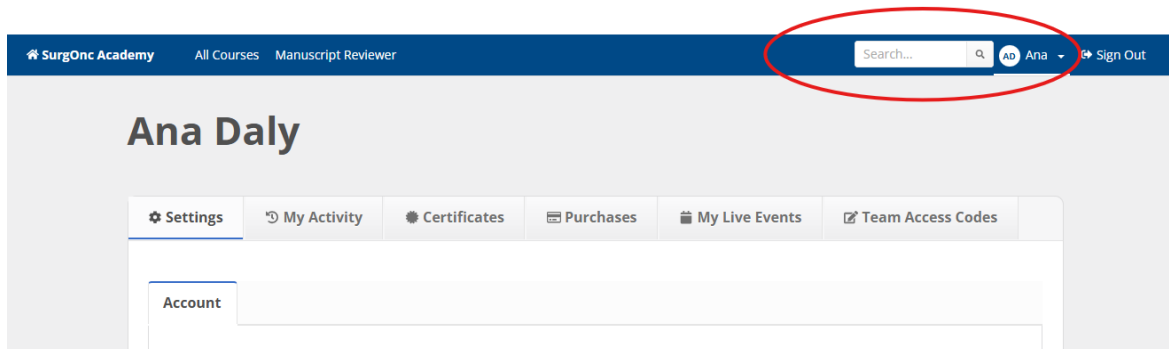 SurgOnc Academy All Courses Manuscript Reviewer Search... AD Ana Sign Out
Ana Daly
Settings My Activity Certificates Purchases My Live Events Team Access Codes
Account